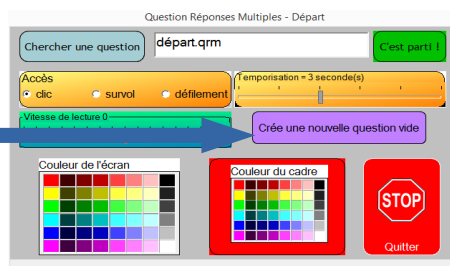 Question Réponses Multiples - Départ
Chercher une question
départ.qrm
C'est parti !
Accès
clic
survol
défilement
Temporisation = 3 seconde(s)
Vitesse de lecture 0
Crée une nouvelle question vide
Couleur de l'écran
Couleur du cadre
STOP
Quitter